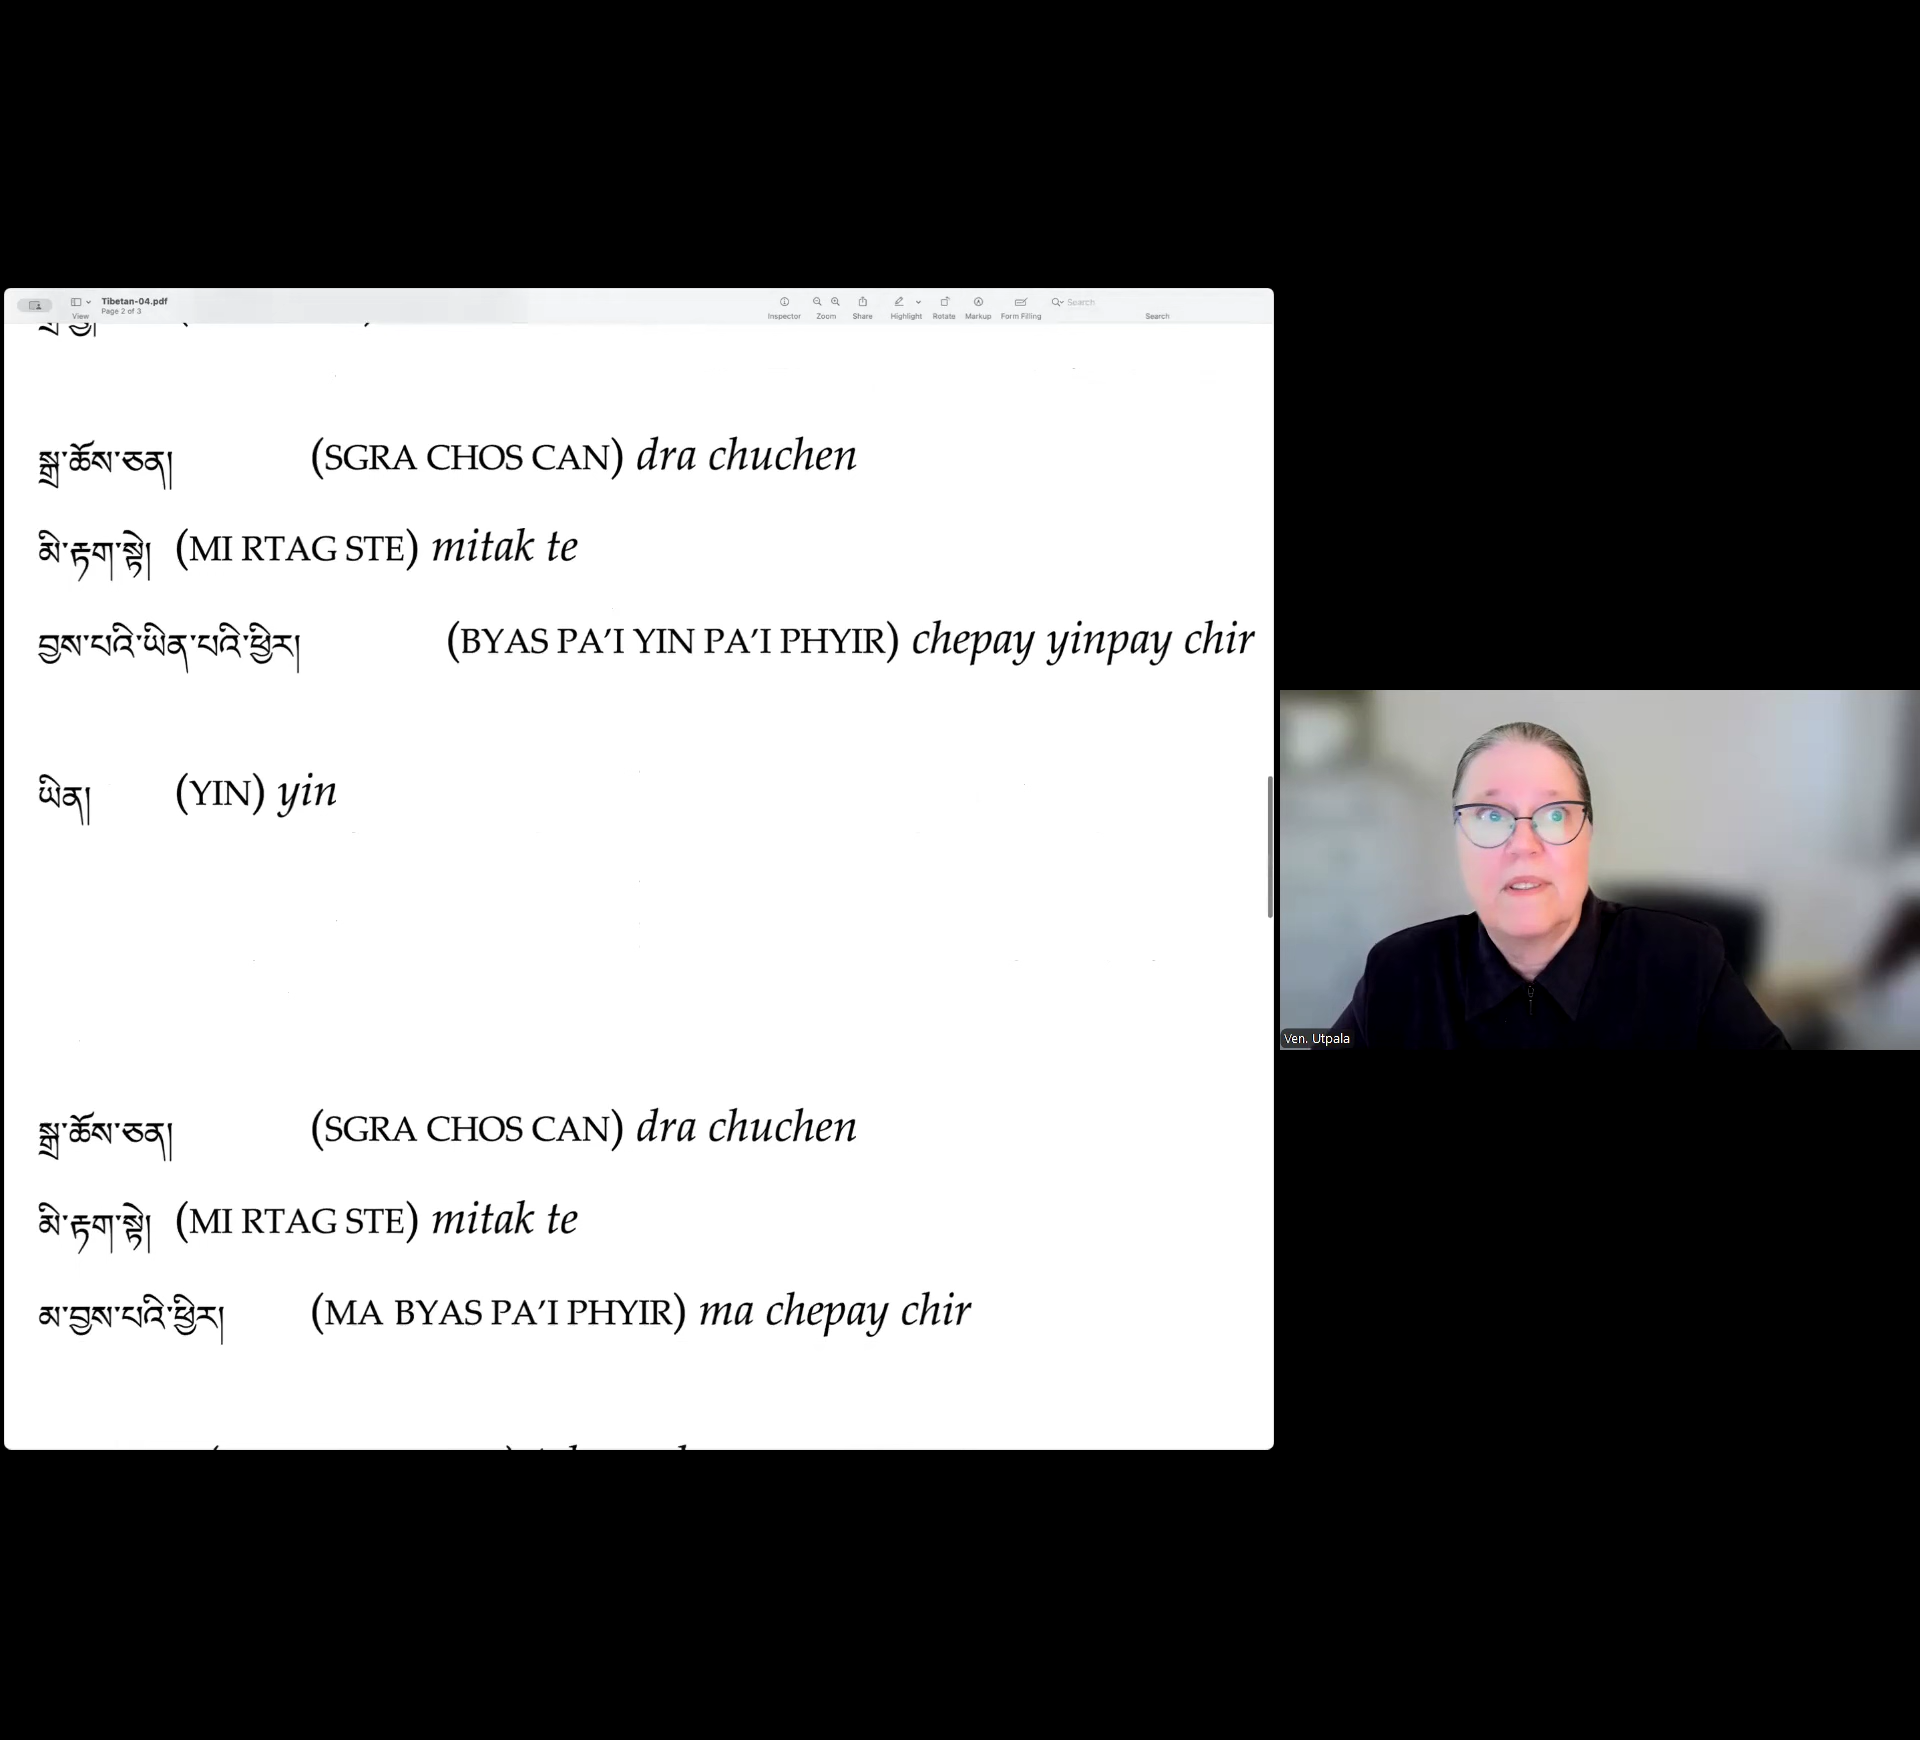 Tibetan-04.pdf
Page 2 of 3
View
Inspector
Zoom
Share
Highlight
Rotate
Markup
Form Filling
Search
Search
སྒྲ་ཆོས་ཅན། (SGRA CHOS CAN) dra chuchen
མི་རྟག་སྟེ། (MI RTAG STE) mitak te
བྱས་པའི་ཡིན་པའི་ཕྱིར། (BYAS PA’I YIN PA’I PHYIR) chepay yinpay chir
ཡིན། (YIN) yin
སྒྲ་ཆོས་ཅན། (SGRA CHOS CAN) dra chuchen
མི་རྟག་སྟེ། (MI RTAG STE) mitak te
མ་བྱས་པའི་ཕྱིར། (MA BYAS PA’I PHYIR) ma chepay chir
Ven. Utpala